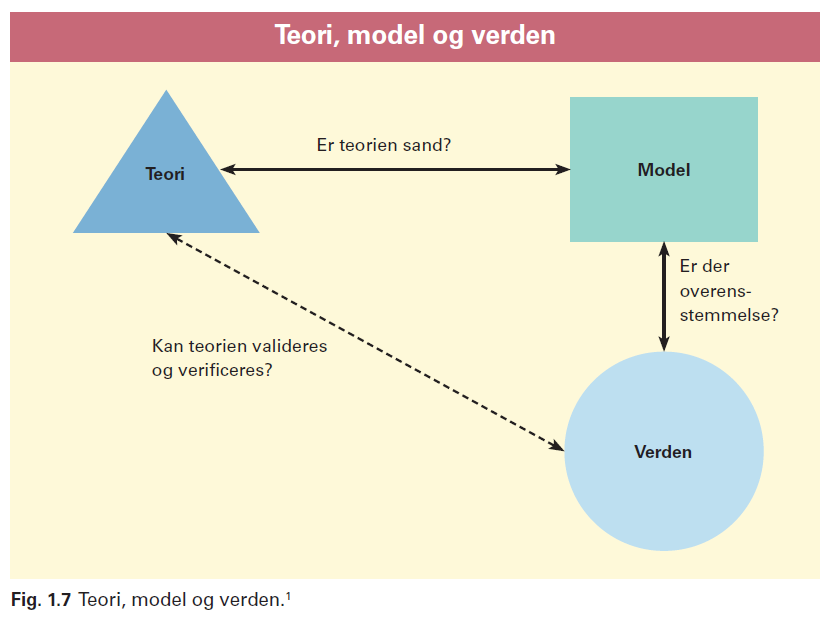 Teori, model og verden
Er teorien sand?
Teori
Model
Er der
overens-
stemmelse?
Kan teorien valideres
og verificeres?
Verden
Fig. 1.7 Teori, model og verden.¹